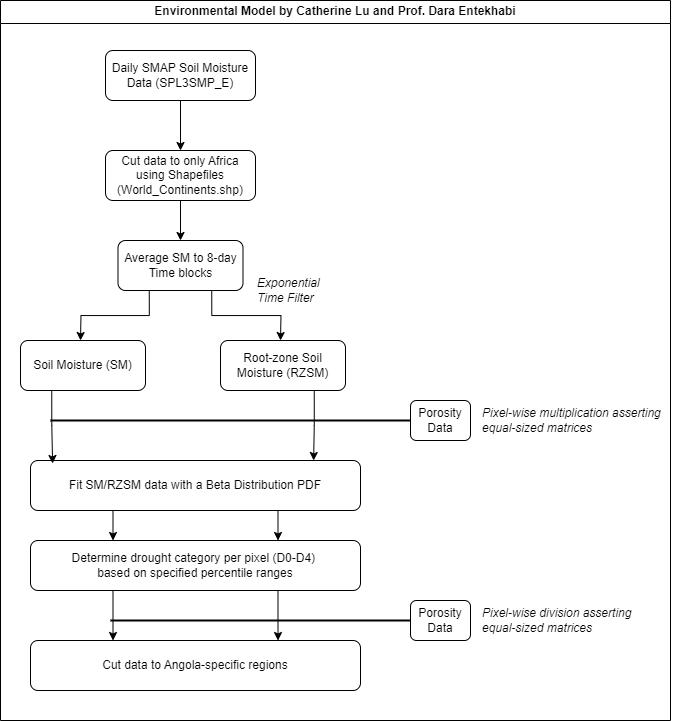 Environmental Model by Catherine Lu and Prof. Dara Entekhabi
Daily SMAP Soil Moisture
Data (SPL3SMP_E)
Cut data to only Africa
using Shapefiles
(World_Continents.shp)
Average SM to 8-day
Time blocks
Exponential
Time Filter
Soil Moisture (SM)
Root-zone Soil
Moisture (RZSM)
Porosity
Data
Pixel-wise multiplication asserting
equal-sized matrices
Fit SM/RZSM data with a Beta Distribution PDF
Determine drought category per pixel (D0-D4)
based on specified percentile ranges
Porosity
Data
Pixel-wise division asserting
equal-sized matrices
Cut data to Angola-specific regions